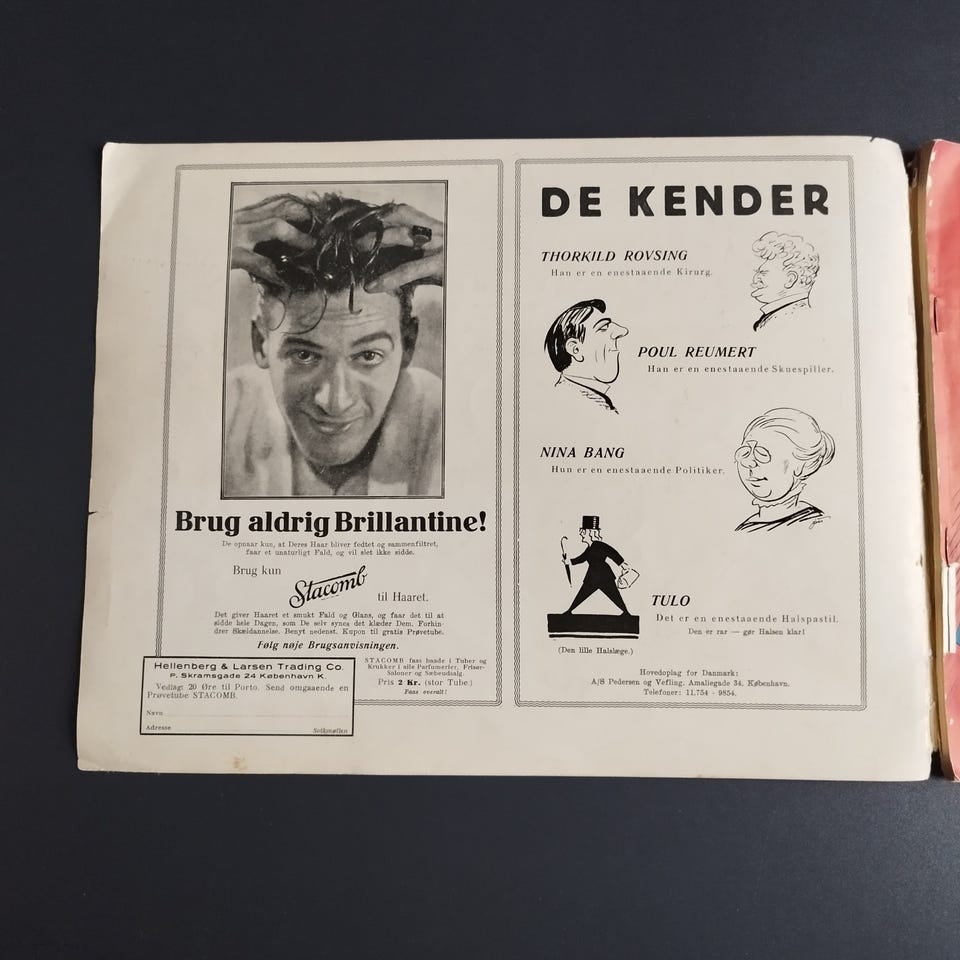 Brug aldrig Brillantine!
De opnaar kun, at Deres Haar bliver fedtet og sammenfiltret,
faar et unaturligt Fald, og vil slet ikke sidde.
Brug kun
Stacomb
til Haaret.
Det giver Haaret et smukt Fald og Glans, og faar det til at
sidde hele Dagen, som De selv synes det klæder Dem. Forhin-
drer Skældannelse. Benyt nedenst. Kupon til gratis Prøvetube.
Følg nøje Brugsanvisningen.
Hellenberg & Larsen Trading Co.
P. Skramsgade 24 København K.
Vedlagt 20 Øre til Porto. Send omgaaende en
Prøvetube STACOMB.
Navn
Adresse
STACOMB faas baade i Tuber og
Krukker i alle Parfumerier, Frisør-
Saloner og Sæbeudsalg.
Pris 2 Kr. (stor Tube.)
Faas overalt!
DE KENDER
THORKILD ROVSING
Han er en enestaaende Kirurg.
POUL REUMERT
Han er en enestaaende Skuespiller.
NINA BANG
Hun er en enestaaende Politiker.
TULO
Det er en enestaaende Halspastil.
Den er rar — gør Halsen klar!
(Den lille Halslæge.)
Hovedoplag for Danmark:
A/S Pedersen og Vefling. Amaliegade 34. København.
Telefoner: 11,754 - 9854.